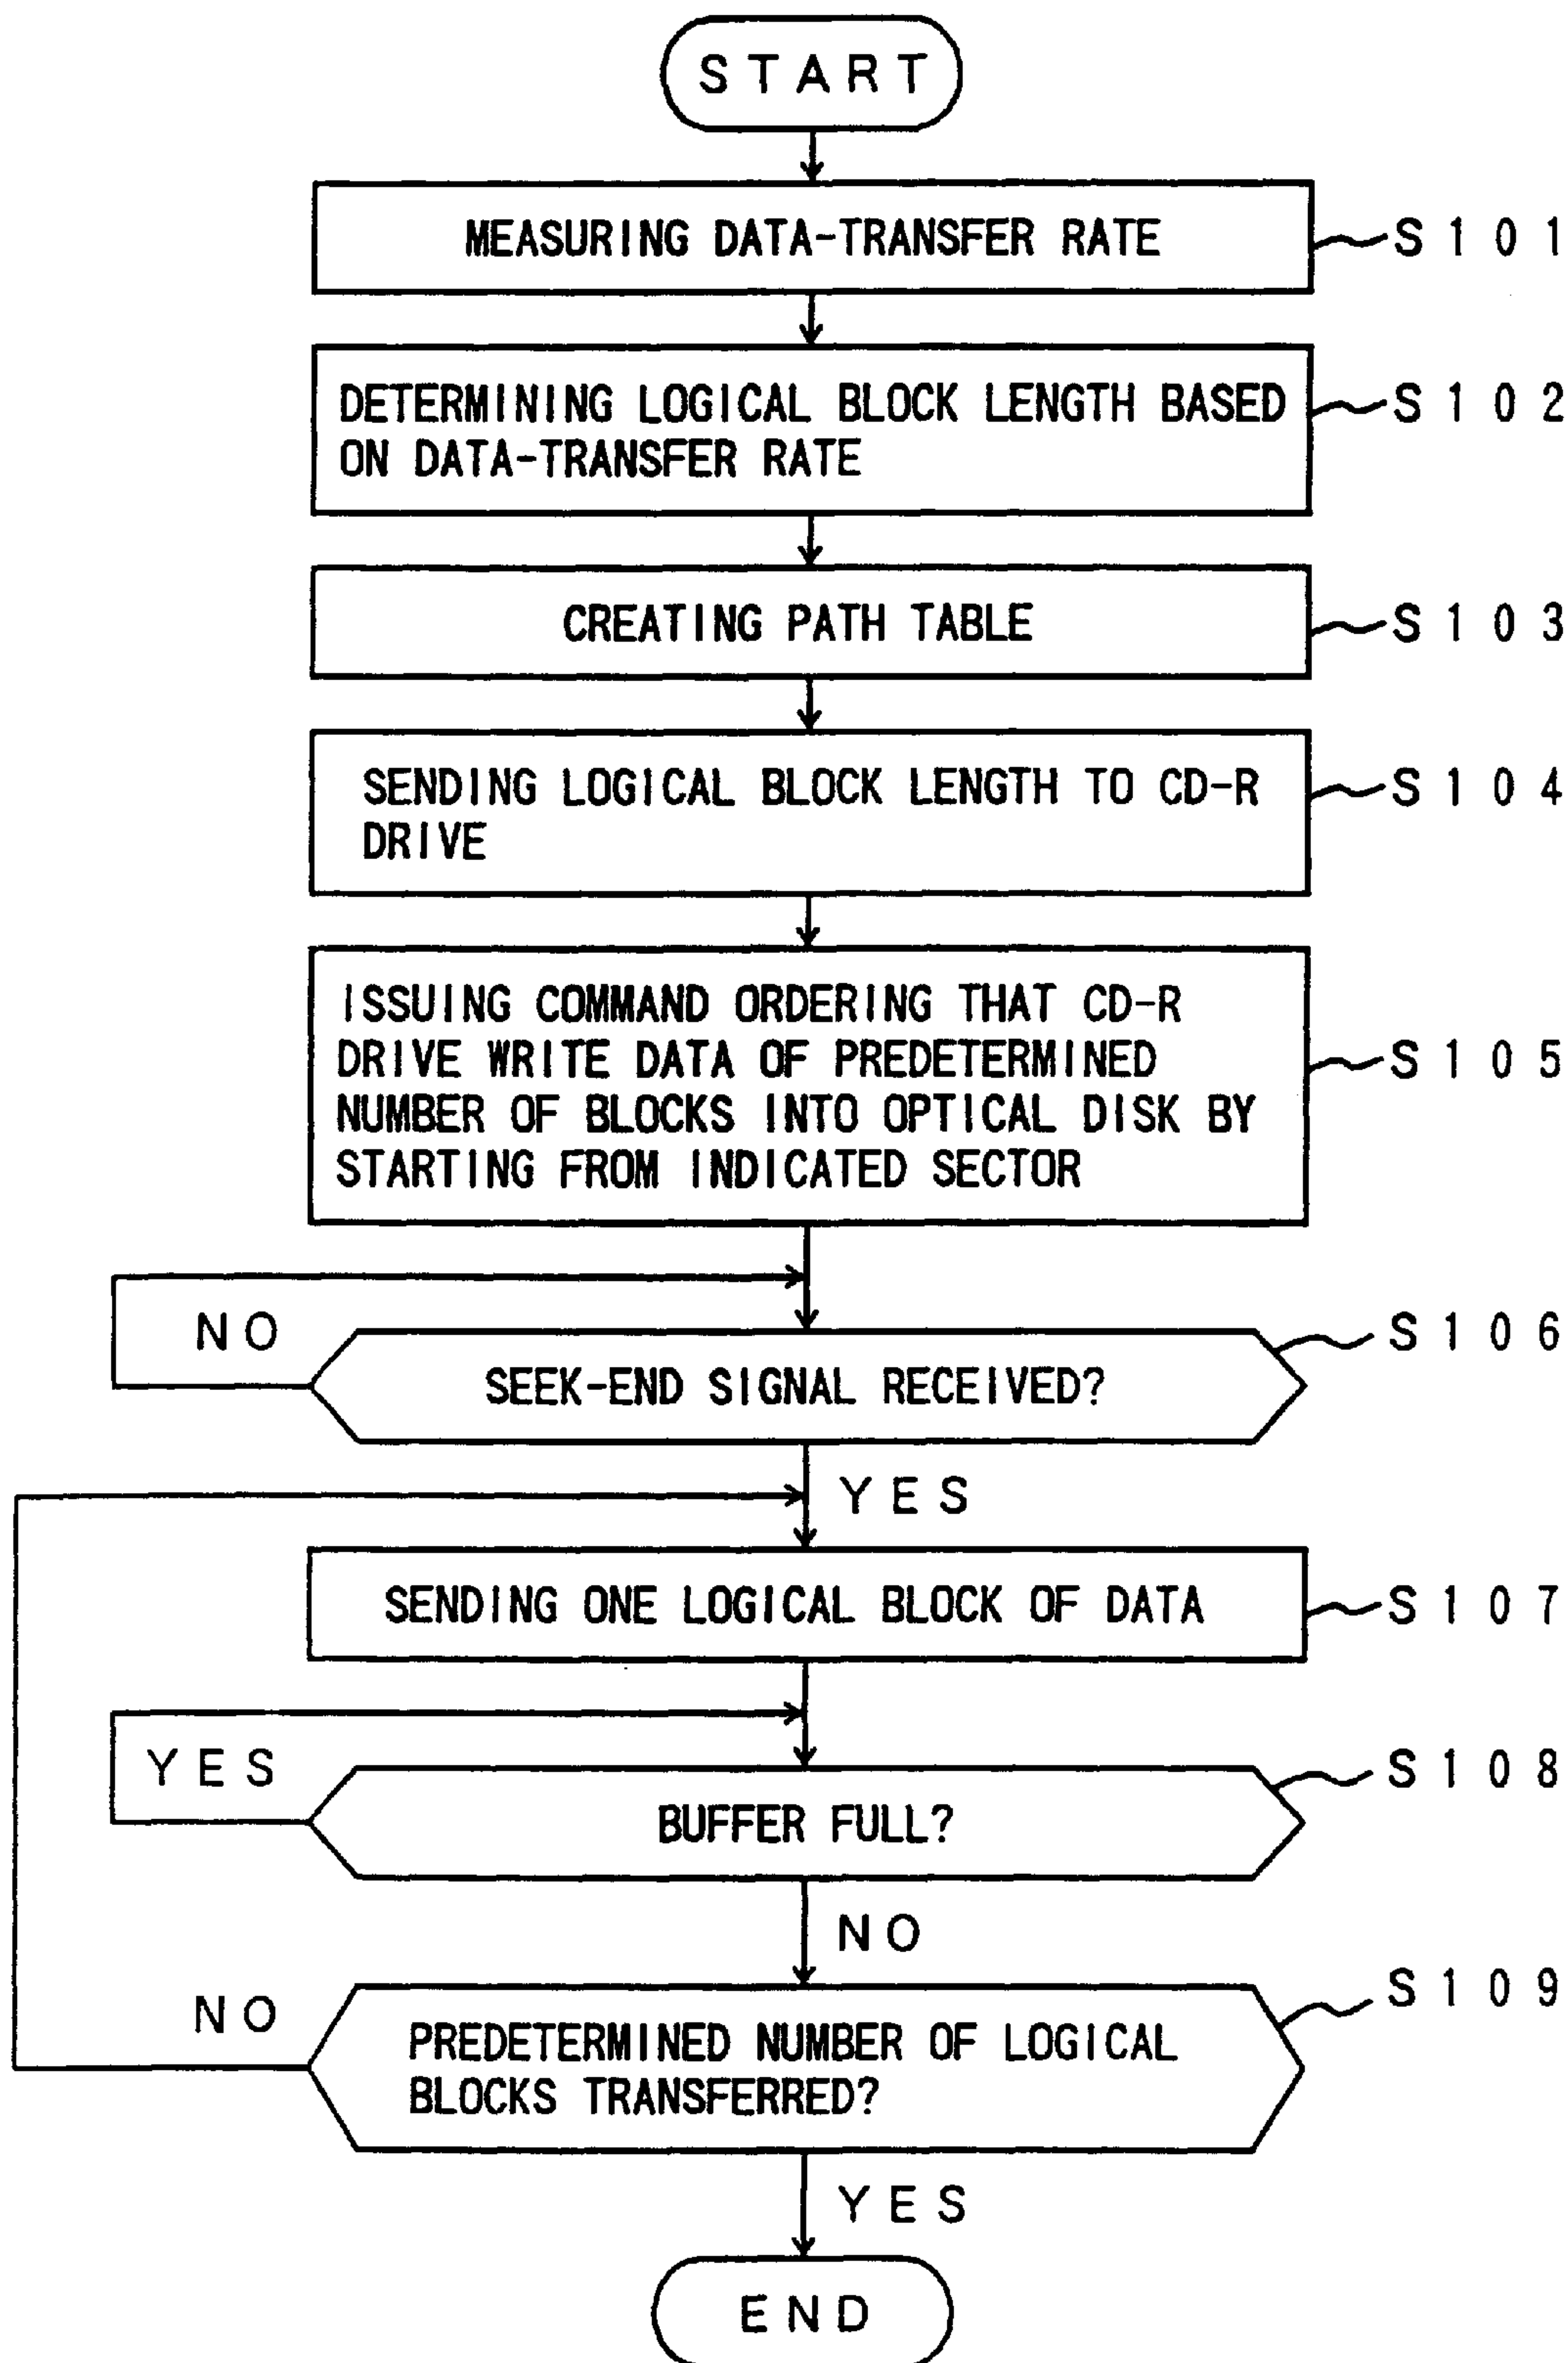 START
MEASURING DATA-TRANSFER RATE
S101
DETERMINING LOGICAL BLOCK LENGTH BASED
ON DATA-TRANSFER RATE
S102
CREATING PATH TABLE
S103
SENDING LOGICAL BLOCK LENGTH TO CD-R
DRIVE
S104
ISSUING COMMAND ORDERING THAT CD-R
DRIVE WRITE DATA OF PREDETERMINED
NUMBER OF BLOCKS INTO OPTICAL DISK BY
STARTING FROM INDICATED SECTOR
S105
NO
SEEK-END SIGNAL RECEIVED?
S106
YES
SENDING ONE LOGICAL BLOCK OF DATA
S107
YES
BUFFER FULL?
S108
NO
NO
PREDETERMINED NUMBER OF LOGICAL
BLOCKS TRANSFERRED?
S109
YES
END